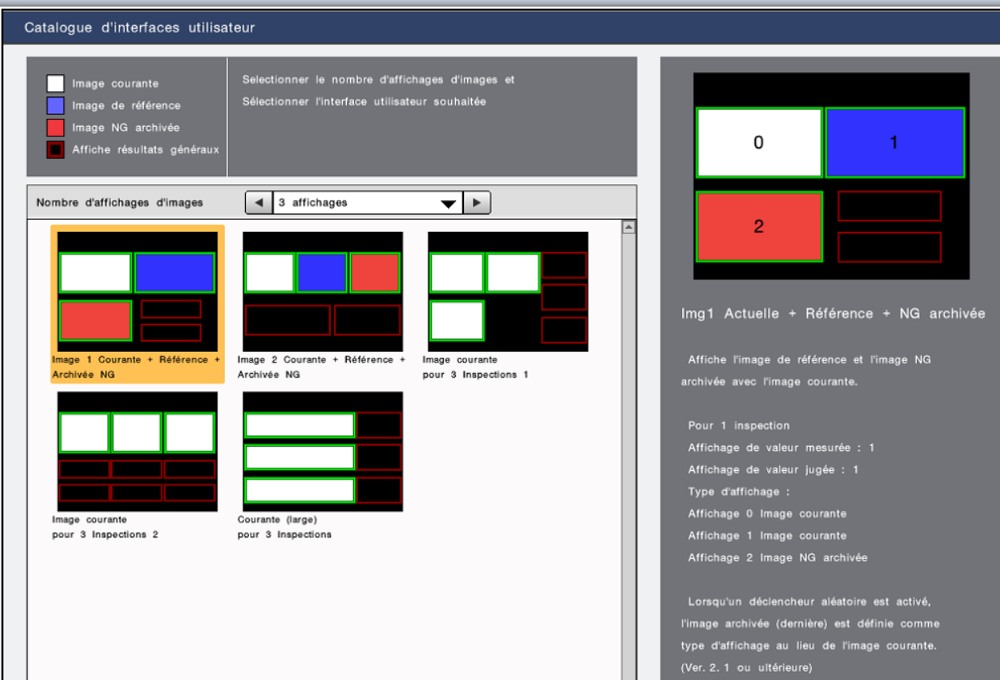 Catalogue d'interfaces utilisateur
Image courante
Image de référence
Image NG archivée
Affiche résultats généraux
Selectionner le nombre d'affichages d'images et
Sélectionner l'interface utilisateur souhaitée
Nombre d'affichages d'images
3 affichages
Image 1 Courante + Référence +
Archivée NG
Image 2 Courante + Référence +
Archivée NG
Image courante
pour 3 Inspections 1
Image courante
pour 3 Inspections 2
Courante (large)
pour 3 Inspections
0
1
2
Img1 Actuelle + Référence + NG archivée
Affiche l'image de référence et l'image NG
archivée avec l'image courante.
Pour 1 inspection
Affichage de valeur mesurée : 1
Affichage de valeur jugée : 1
Type d'affichage :
Affichage 0 Image courante
Affichage 1 Image courante
Affichage 2 Image NG archivée
Lorsqu'un déclencheur aléatoire est activé,
l'image archivée (dernière) est définie comme
type d'affichage au lieu de l'image courante.
(Ver. 2. 1 ou ultérieure)